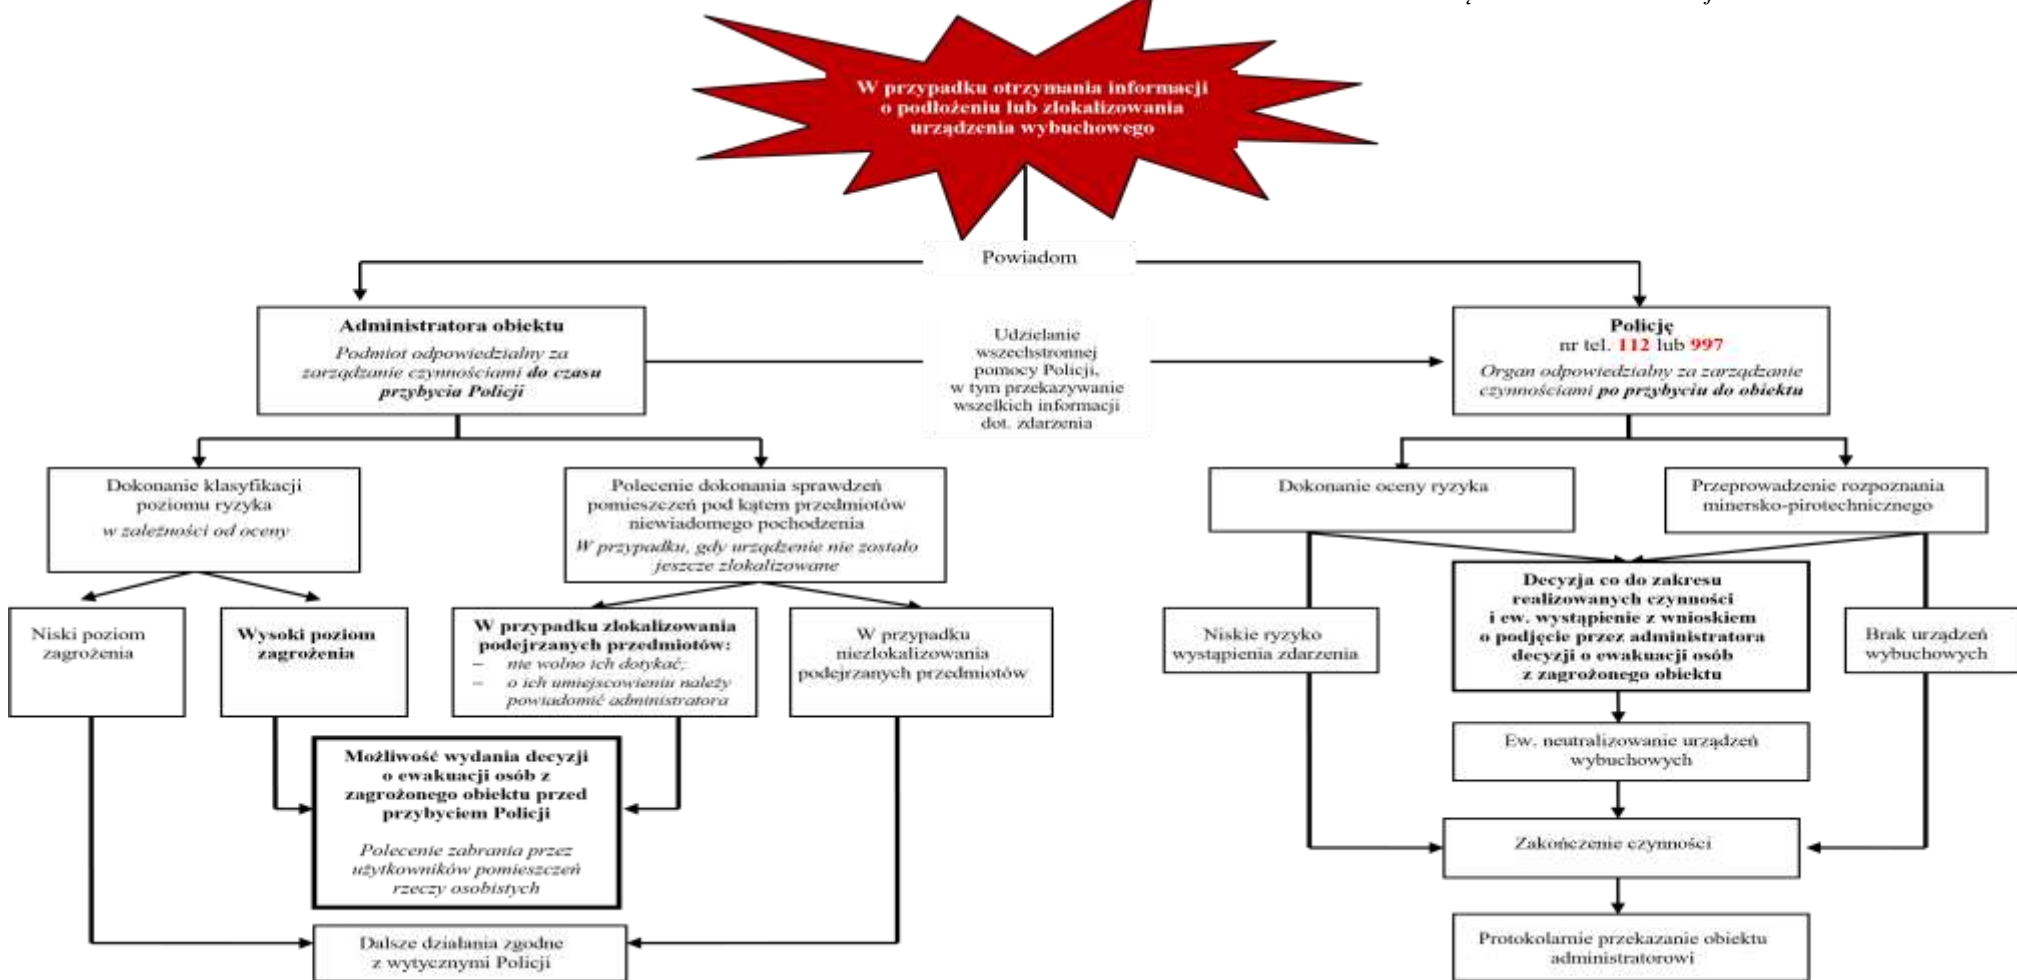 W przypadku otrzymania informacji
o podłożeniu lub zlokalizowania
urządzenia wybuchowego
Powiadom
Administratora obiektu
Podmiot odpowiedzialny za
zarządzanie czynnościami do czasu
przybycia Policji
Udzielanie
wszechstronnej
pomocy Policji,
w tym przekazywanie
wszelkich informacji
dot. zdarzenia
Policję
nr tel. 112 lub 997
Organ odpowiedzialny za zarządzanie
czynnościami po przybyciu do obiektu
Dokonanie klasyfikacji
poziomu ryzyka
w zależności od oceny
Polecenie dokonania sprawdzeń
pomieszczeń pod kątem przedmiotów
niewiadomego pochodzenia
W przypadku, gdy urządzenie nie zostało
jeszcze zlokalizowane
Dokonanie oceny ryzyka
Przeprowadzenie rozpoznania
minersko-pirotechnicznego
Niski poziom
zagrożenia
Wysoki poziom
zagrożenia
W przypadku zlokalizowania
podejrzanych przedmiotów:
– nie wolno ich dotykać;
– o ich umiejscowieniu należy
powiadomić administratora
W przypadku
niezlokalizowania
podejrzanych przedmiotów
Niskie ryzyko
wystąpienia zdarzenia
Decyzja co do zakresu
realizowanych czynności
i ew. wystąpienie z wnioskiem
o podjęcie przez administratora
decyzji o ewakuacji osób
z zagrożonego obiektu
Brak urządzeń
wybuchowych
Możliwość wydania decyzji
o ewakuacji osób z
zagrożonego obiektu przed
przybyciem Policji
Polecenie zabrania przez
użytkowników pomieszczeń
rzeczy osobistych
Ew. neutralizowanie urządzeń
wybuchowych
Zakończenie czynności
Dalsze działania zgodne
z wytycznymi Policji
Protokolarnie przekazanie obiektu
administratorowi